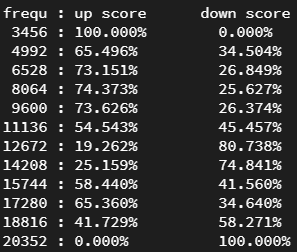 frequ : up score down score
3456 : 100.000% 0.000%
4992 : 65.496% 34.504%
6528 : 73.151% 26.849%
8064 : 74.373% 25.627%
9600 : 73.626% 26.374%
11136 : 54.543% 45.457%
12672 : 19.262% 80.738%
14208 : 25.159% 74.841%
15744 : 58.440% 41.560%
17280 : 65.360% 34.640%
18816 : 41.729% 58.271%
20352 : 0.000% 100.000%